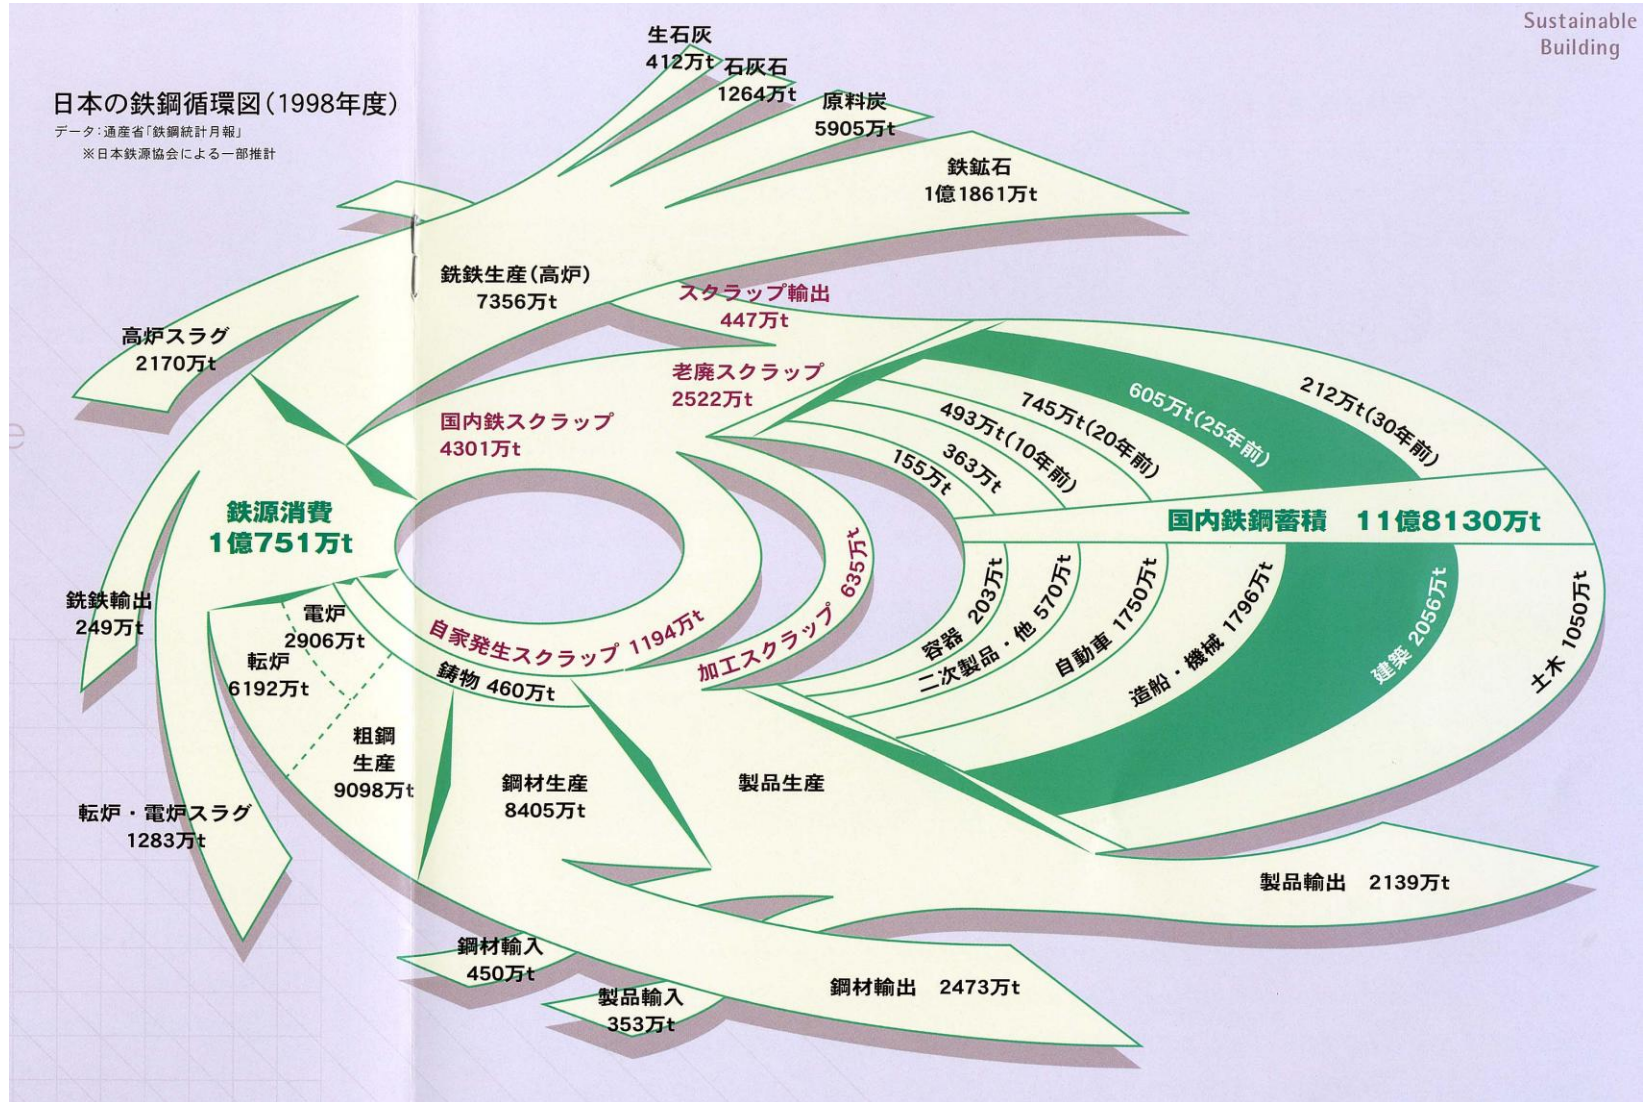 Sustainable
Building
日本の鉄鋼循環図(1998年度)
データ:通産省「鉄鋼統計月報」
※日本鉄源協会による一部推計
生石灰
412万t
石灰石
1264万t
原料炭
5905万t
鉄鉱石
1億1861万t
銑鉄生産(高炉)
7356万t
スクラップ輸出
447万t
高炉スラグ
2170万t
老廃スクラップ
2522万t
国内鉄スクラップ
4301万t
212万t(30年前)
605万t(25年前)
745万t(20年前)
493万t(10年前)
363万t
155万t
鉄源消費
1億751万t
国内鉄鋼蓄積 11億8130万t
銑鉄輸出
249万t
電炉
2906万t
転炉
6192万t
自家発生スクラップ 1194万t
加工スクラップ 635万t
容器 203万t
二次製品・他 570万t
自動車 1750万t
造船・機械 1796万t
建築 2056万t
土木 1050万t
鋳物 460万t
粗鋼
生産
9098万t
鋼材生産
8405万t
製品生産
転炉・電炉スラグ
1283万t
製品輸出 2139万t
鋼材輸入
450万t
製品輸入
353万t
鋼材輸出 2473万t